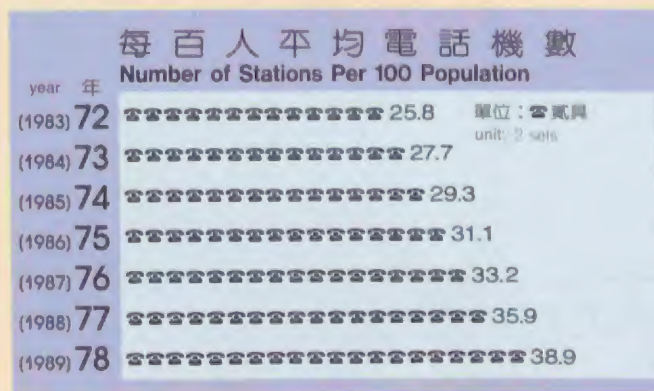 每百人平均電話機數
Number of Stations Per 100 Population
year 年
(1983) 72 25.8
單位：☎貳具
unit: 2 sets
(1984) 73 27.7
(1985) 74 29.3
(1986) 75 31.1
(1987) 76 33.2
(1988) 77 35.9
(1989) 78 38.9